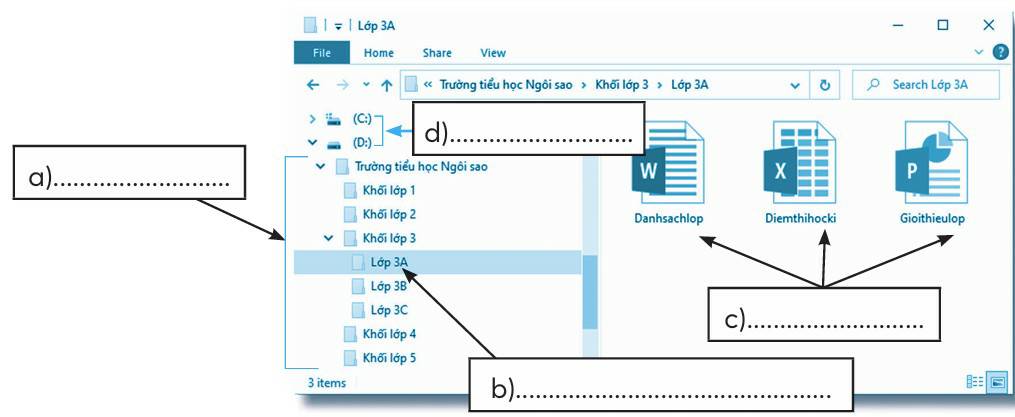 Lớp 3A
File Home Share View
« Trường tiểu học Ngôi sao › Khối lớp 3 › Lớp 3A
Search Lớp 3A
(C:)
(D:)
d)............................
a)...........................
Trường tiểu học Ngôi sao
Khối lớp 1
Khối lớp 2
Khối lớp 3
Lớp 3A
Lớp 3B
Lớp 3C
Khối lớp 4
Khối lớp 5
W
X
P
Danhsachlop
Diemthihocki
Gioithieulop
c)...........................
b)................................................
3 items